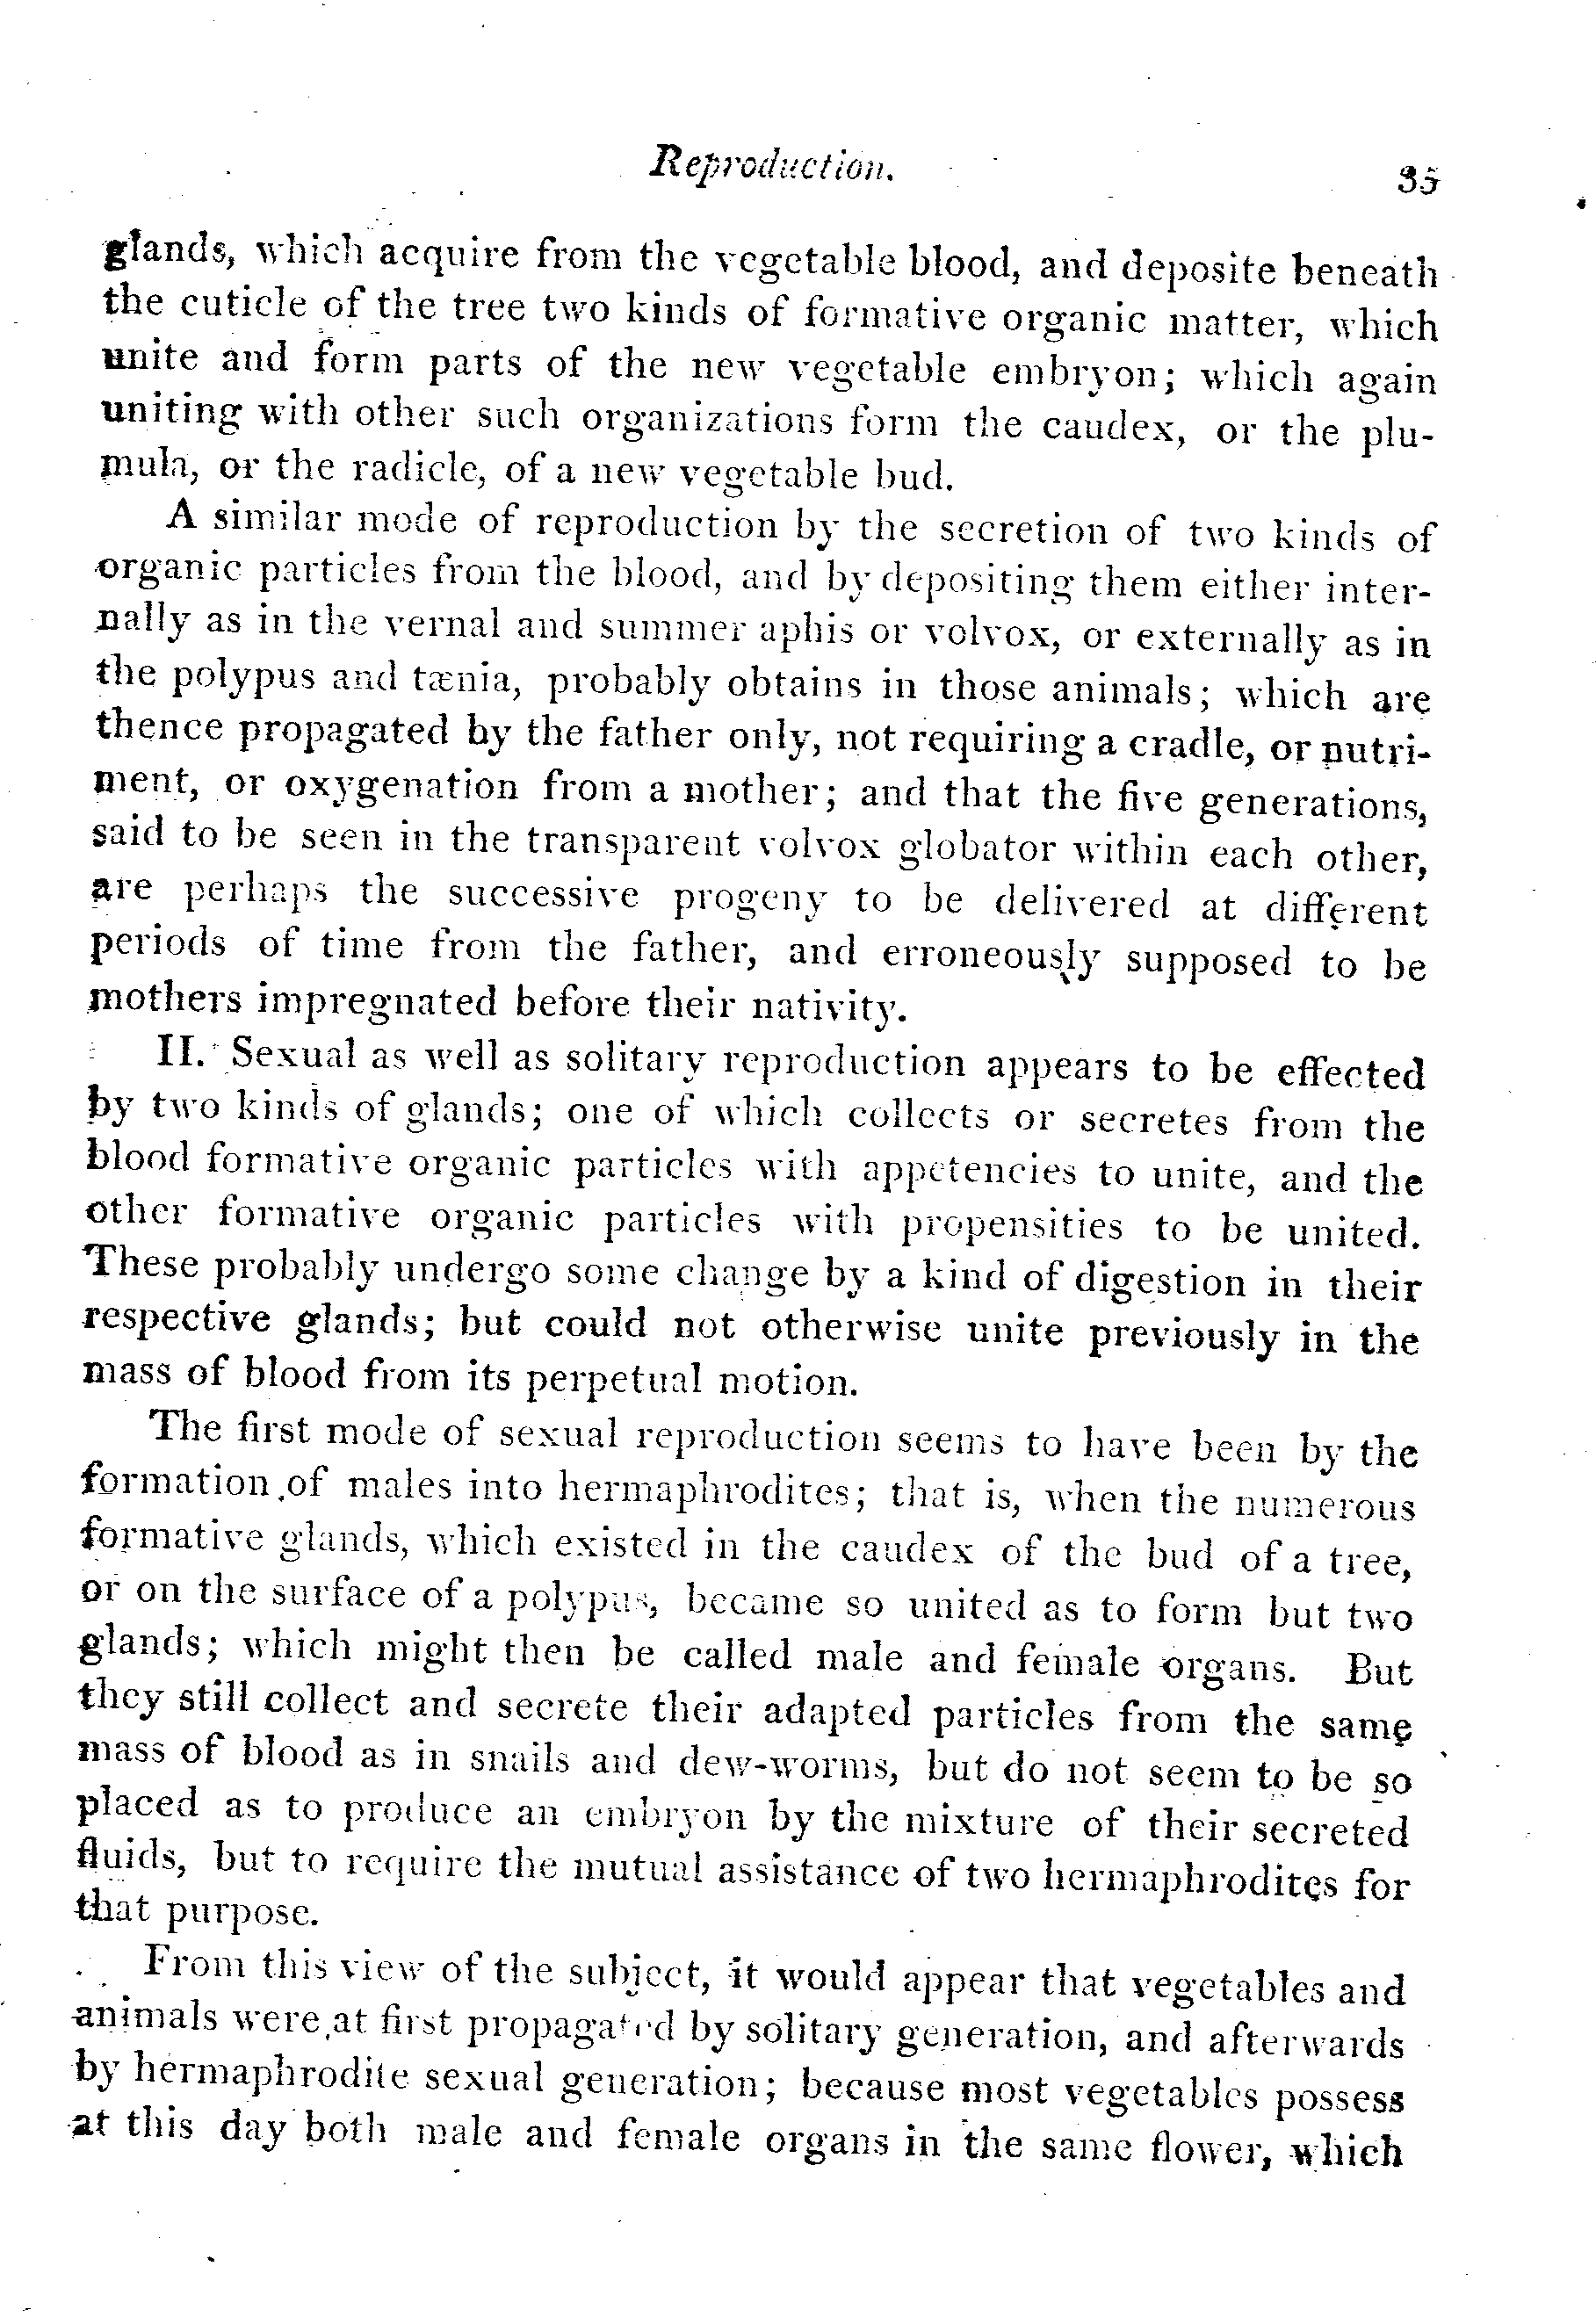 Reproduction. 35
glands, which acquire from the vegetable blood, and deposite beneath
the cuticle of the tree two kinds of formative organic matter, which
unite and form parts of the new vegetable embryon; which again
uniting with other such organizations form the caudex, or the plu-
mula, or the radicle, of a new vegetable bud.
A similar mode of reproduction by the secretion of two kinds of
organic particles from the blood, and by depositing them either inter-
nally as in the vernal and summer aphis or volvox, or externally as in
the polypus and tænia, probably obtains in those animals; which are
thence propagated by the father only, not requiring a cradle, or nutri-
ment, or oxygenation from a mother; and that the five generations,
said to be seen in the transparent volvox globator within each other,
are perhaps the successive progeny to be delivered at different
periods of time from the father, and erroneously supposed to be
mothers impregnated before their nativity.
II. Sexual as well as solitary reproduction appears to be effected
by two kinds of glands; one of which collects or secretes from the
blood formative organic particles with appetencies to unite, and the
other formative organic particles with propensities to be united.
These probably undergo some change by a kind of digestion in their
respective glands; but could not otherwise unite previously in the
mass of blood from its perpetual motion.
The first mode of sexual reproduction seems to have been by the
formation of males into hermaphrodites; that is, when the numerous
formative glands, which existed in the caudex of the bud of a tree,
or on the surface of a polypus, became so united as to form but two
glands; which might then be called male and female organs. But
they still collect and secrete their adapted particles from the same
mass of blood as in snails and dew-worms, but do not seem to be so
placed as to produce an embryon by the mixture of their secreted
fluids, but to require the mutual assistance of two hermaphrodites for
that purpose.
From this view of the subject, it would appear that vegetables and
animals were at first propagated by solitary generation, and afterwards
by hermaphrodite sexual generation; because most vegetables possess
at this day both male and female organs in the same flower, which